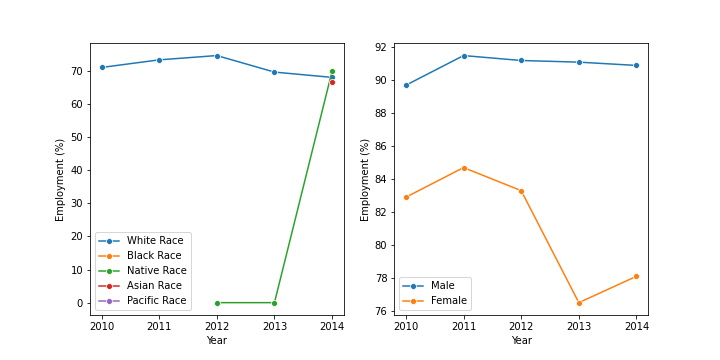 Employment (%)
70
60
50
40
30
20
10
0
White Race
Black Race
Native Race
Asian Race
Pacific Race
2010 2011 2012 2013 2014
Year
Employment (%)
92
90
88
86
84
82
80
78
76
Male
Female
2010 2011 2012 2013 2014
Year